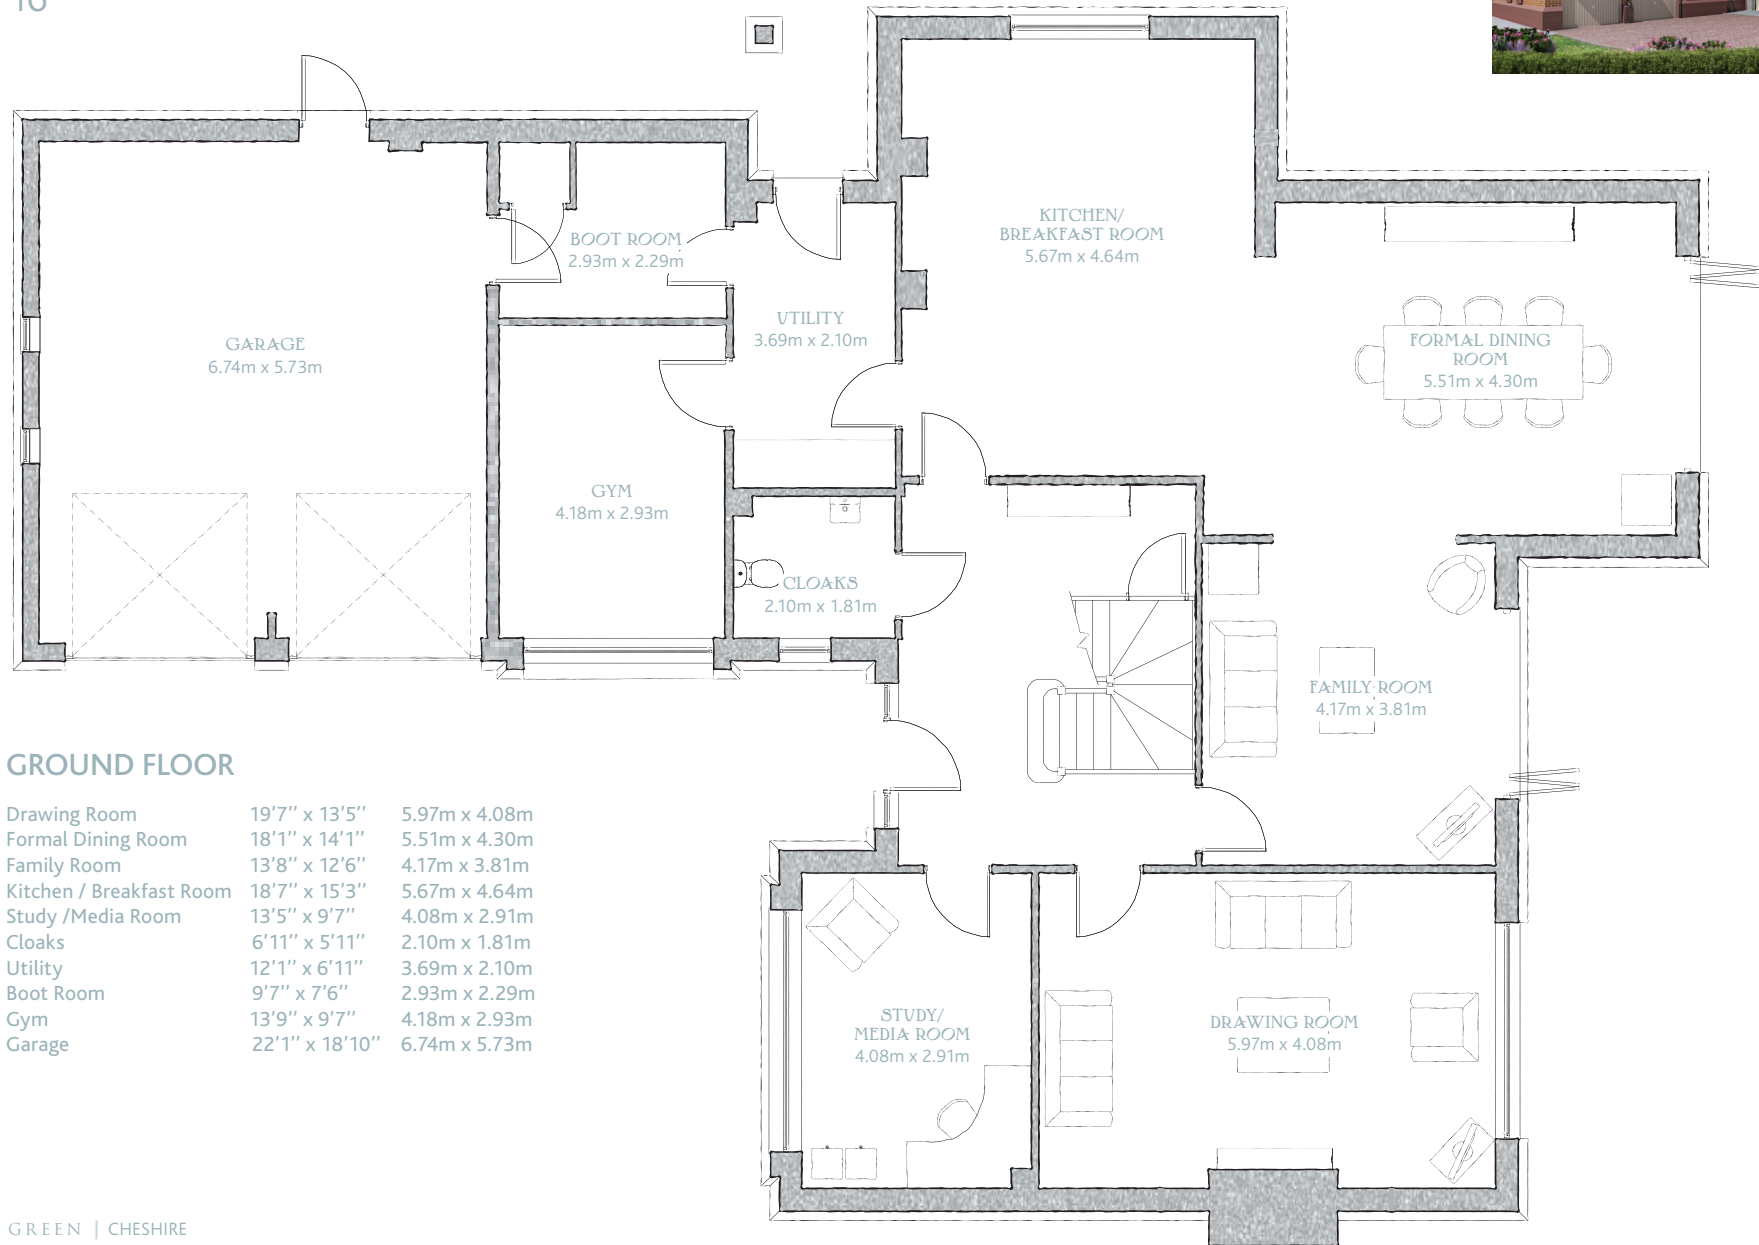 16
KITCHEN/
BREAKFAST ROOM
5.67m x 4.64m
BOOT ROOM
2.93m x 2.29m
UTILITY
3.69m x 2.10m
GARAGE
6.74m x 5.73m
FORMAL DINING
ROOM
5.51m x 4.30m
GYM
4.18m x 2.93m
CLOAKS
2.10m x 1.81m
FAMILY ROOM
4.17m x 3.81m
STUDY/
MEDIA ROOM
4.08m x 2.91m
DRAWING ROOM
5.97m x 4.08m
GROUND FLOOR
Drawing Room 19'7'' x 13'5'' 5.97m x 4.08m
Formal Dining Room 18'1'' x 14'1'' 5.51m x 4.30m
Family Room 13'8'' x 12'6'' 4.17m x 3.81m
Kitchen / Breakfast Room 18'7'' x 15'3'' 5.67m x 4.64m
Study /Media Room 13'5'' x 9'7'' 4.08m x 2.91m
Cloaks 6'11'' x 5'11'' 2.10m x 1.81m
Utility 12'1'' x 6'11'' 3.69m x 2.10m
Boot Room 9'7'' x 7'6'' 2.93m x 2.29m
Gym 13'9'' x 9'7'' 4.18m x 2.93m
Garage 22'1'' x 18'10'' 6.74m x 5.73m
GREEN | CHESHIRE